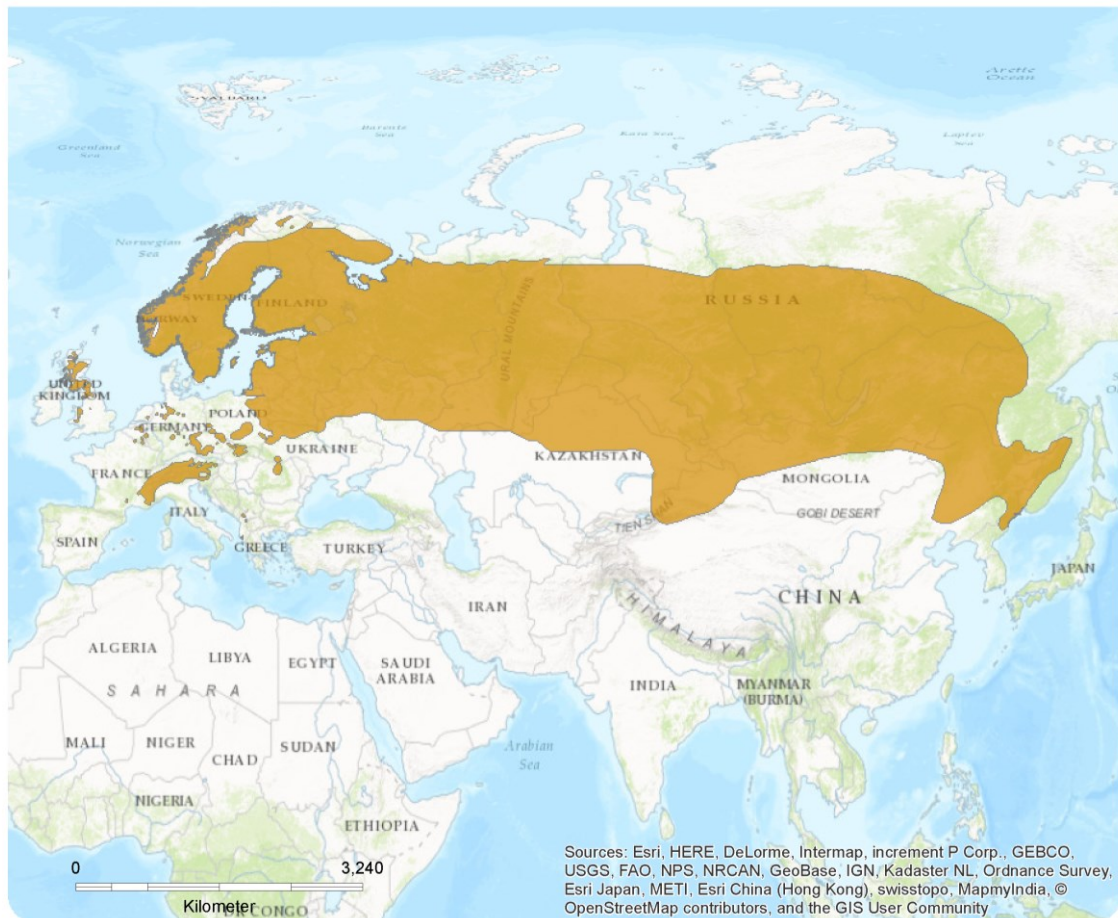 Arctic
Ocean
SVALBARD
Barents
Sea
Kara Sea
Laptev
Sea
Greenland
Sea
Norwegian
Sea
SWEDEN
FINLAND
NORWAY
URAL MOUNTAINS
RUSSIA
UNITED
KINGDOM
POLAND
GERMANY
UKRAINE
FRANCE
KAZAKHSTAN
MONGOLIA
GOBI DESERT
ITALY
TIEN SHAN
SPAIN
GREECE
TURKEY
JAPAN
CHINA
IRAN
HIMALAYA
ALGERIA
LIBYA
EGYPT
SAUDI
ARABIA
SAHARA
INDIA
MYANMAR
(BURMA)
MALI
NIGER
CHAD
SUDAN
Arabian
Sea
NIGERIA
ETHIOPIA
0
3,240
Kilometer
DR CONGO
Sources: Esri, HERE, DeLorme, Intermap, increment P Corp., GEBCO,
USGS, FAO, NPS, NRCAN, GeoBase, IGN, Kadaster NL, Ordnance Survey,
Esri Japan, METI, Esri China (Hong Kong), swisstopo, MapmyIndia, ©
OpenStreetMap contributors, and the GIS User Community